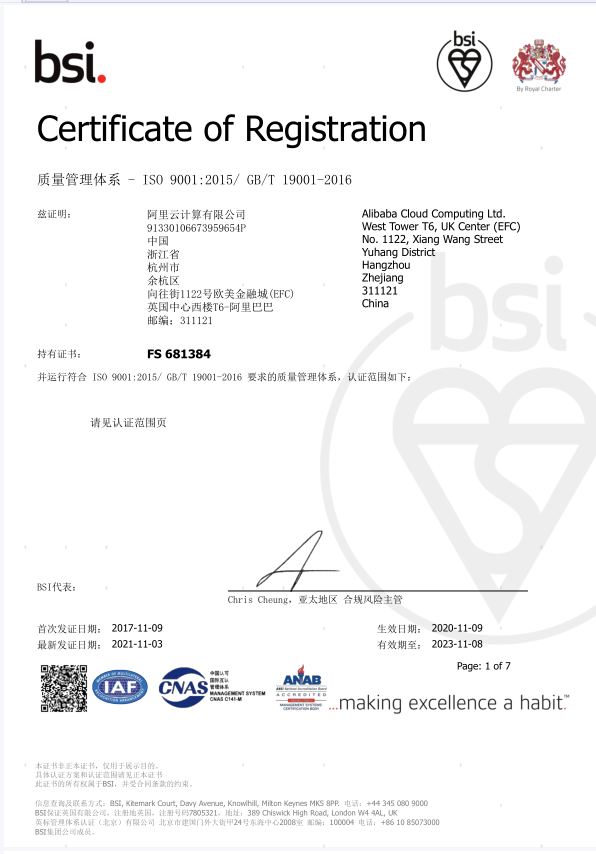 bsi.
bsi
By Royal Charter
Certificate of Registration
质量管理体系 - ISO 9001:2015/ GB/T 19001-2016
兹证明: 阿里云计算有限公司 Alibaba Cloud Computing Ltd.
91330106673959654P West Tower T6, UK Center (EFC)
中国 No. 1122, Xiang Wang Street
浙江省 Yuhang District
杭州市 Hangzhou
余杭区 Zhejiang
向往街1122号欧美金融城(EFC) 311121
英国中心西楼T6-阿里巴巴 China
邮编: 311121
bsi
持有证书: FS 681384
并运行符合 ISO 9001:2015/ GB/T 19001-2016 要求的质量管理体系，认证范围如下:
请见认证范围页
BSI代表:
Chris Cheung，亚太地区 合规风险主管
首次发证日期: 2017-11-09 生效日期: 2020-11-09
最新发证日期: 2021-11-03 有效期至: 2023-11-08
Page: 1 of 7
IAF
CNAS
中国认可
国际互认
管理体系
MANAGEMENT SYSTEM
CNAS C141-M
ANAB
ANSI National Accreditation Board
ACCREDITED
MANAGEMENT SYSTEMS
CERTIFICATION BODY
...making excellence a habit.™
本证书非正本证书，仅用于展示目的。
具体认证方案和认证范围请见正本证书
此证书的所有权属于BSI，并受合同条款的约束。
信息查询及联系方式: BSI, Kitemark Court, Davy Avenue, Knowlhill, Milton Keynes MK5 8PP. 电话: +44 345 080 9000
BSI保证英国有限公司，注册地英国，注册号码7805321，地址: 389 Chiswick High Road, London W4 4AL, UK
英标管理体系认证（北京）有限公司 北京市建国门外大街甲24号东海中心2008室 邮编: 100004 电话: +86 10 85073000
BSI集团公司成员。